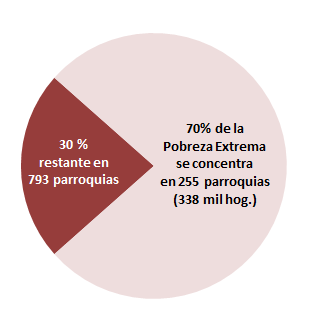 30 %
restante en
793 parroquias
70% de la
Pobreza Extrema
se concentra
en 255 parroquias
(338 mil hog.)